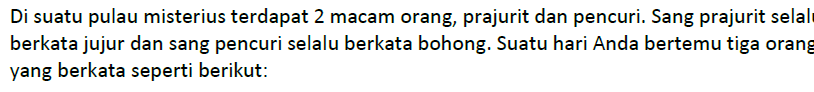 Di suatu pulau misterius terdapat 2 macam orang, prajurit dan pencuri. Sang prajurit
berkata jujur dan sang pencuri selalu berkata bohong. Suatu hari Anda bertemu tiga orang
yang berkata seperti berikut: